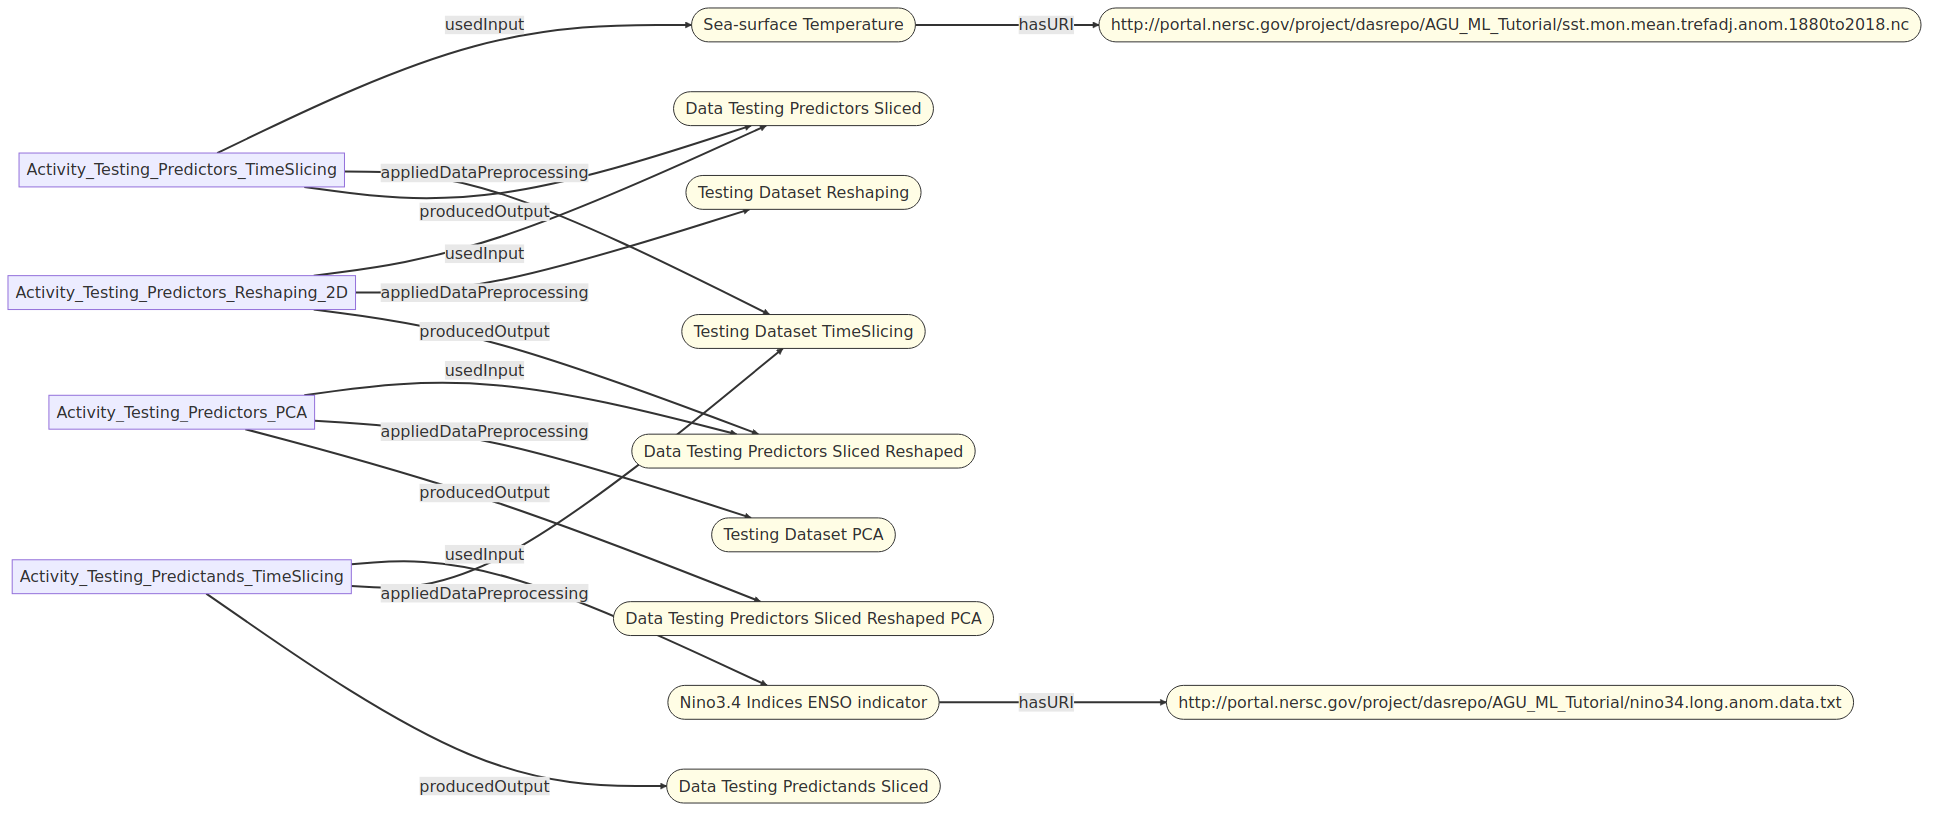 usedInput
Sea-surface Temperature
hasURI
http://portal.nersc.gov/project/dasrepo/AGU_ML_Tutorial/sst.mon.mean.trefadj.anom.1880to2018.nc
Data Testing Predictors Sliced
Activity_Testing_Predictors_TimeSlicing
appliedDataPreprocessing
Testing Dataset Reshaping
producedOutput
usedInput
Activity_Testing_Predictors_Reshaping_2D
appliedDataPreprocessing
producedOutput
Testing Dataset TimeSlicing
usedInput
Activity_Testing_Predictors_PCA
appliedDataPreprocessing
Data Testing Predictors Sliced Reshaped
producedOutput
Testing Dataset PCA
usedInput
Activity_Testing_Predictands_TimeSlicing
appliedDataPreprocessing
Data Testing Predictors Sliced Reshaped PCA
Nino3.4 Indices ENSO indicator
hasURI
http://portal.nersc.gov/project/dasrepo/AGU_ML_Tutorial/nino34.long.anom.data.txt
producedOutput
Data Testing Predictands Sliced